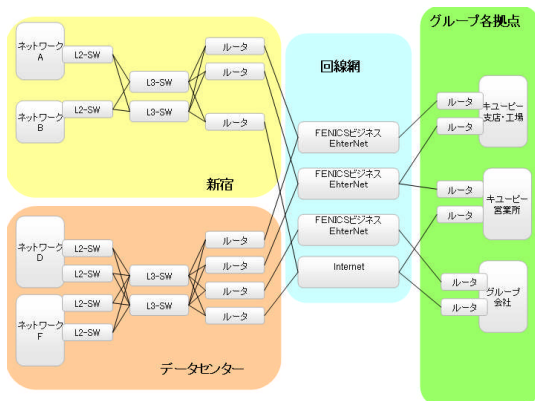 グループ各拠点
ネットワーク
A
L2-SW
ルータ
ルータ
L3-SW
L3-SW
ネットワーク
B
L2-SW
ルータ
新宿
回線網
FENICSビジネス
EhterNet
FENICSビジネス
EhterNet
FENICSビジネス
EhterNet
Internet
ルータ
ルータ
キユーピー
支店・工場
ルータ
ルータ
キユーピー
営業所
ルータ
ルータ
グループ
会社
ネットワーク
D
L2-SW
L2-SW
ネットワーク
F
L2-SW
L2-SW
L3-SW
L3-SW
ルータ
ルータ
ルータ
ルータ
データセンター